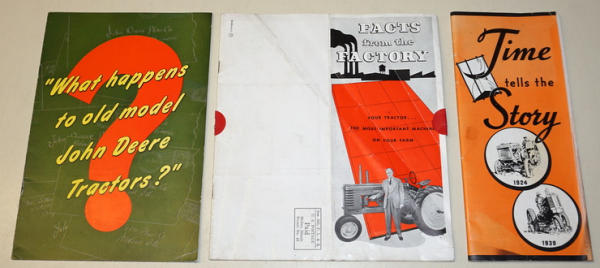 "What happens
to old model
John Deere
Tractors?"
FACTS
from the
FACTORY
YOUR TRACTOR...
THE MOST IMPORTANT MACHINE
ON YOUR FARM
Time
tells the
Story
1924
1939